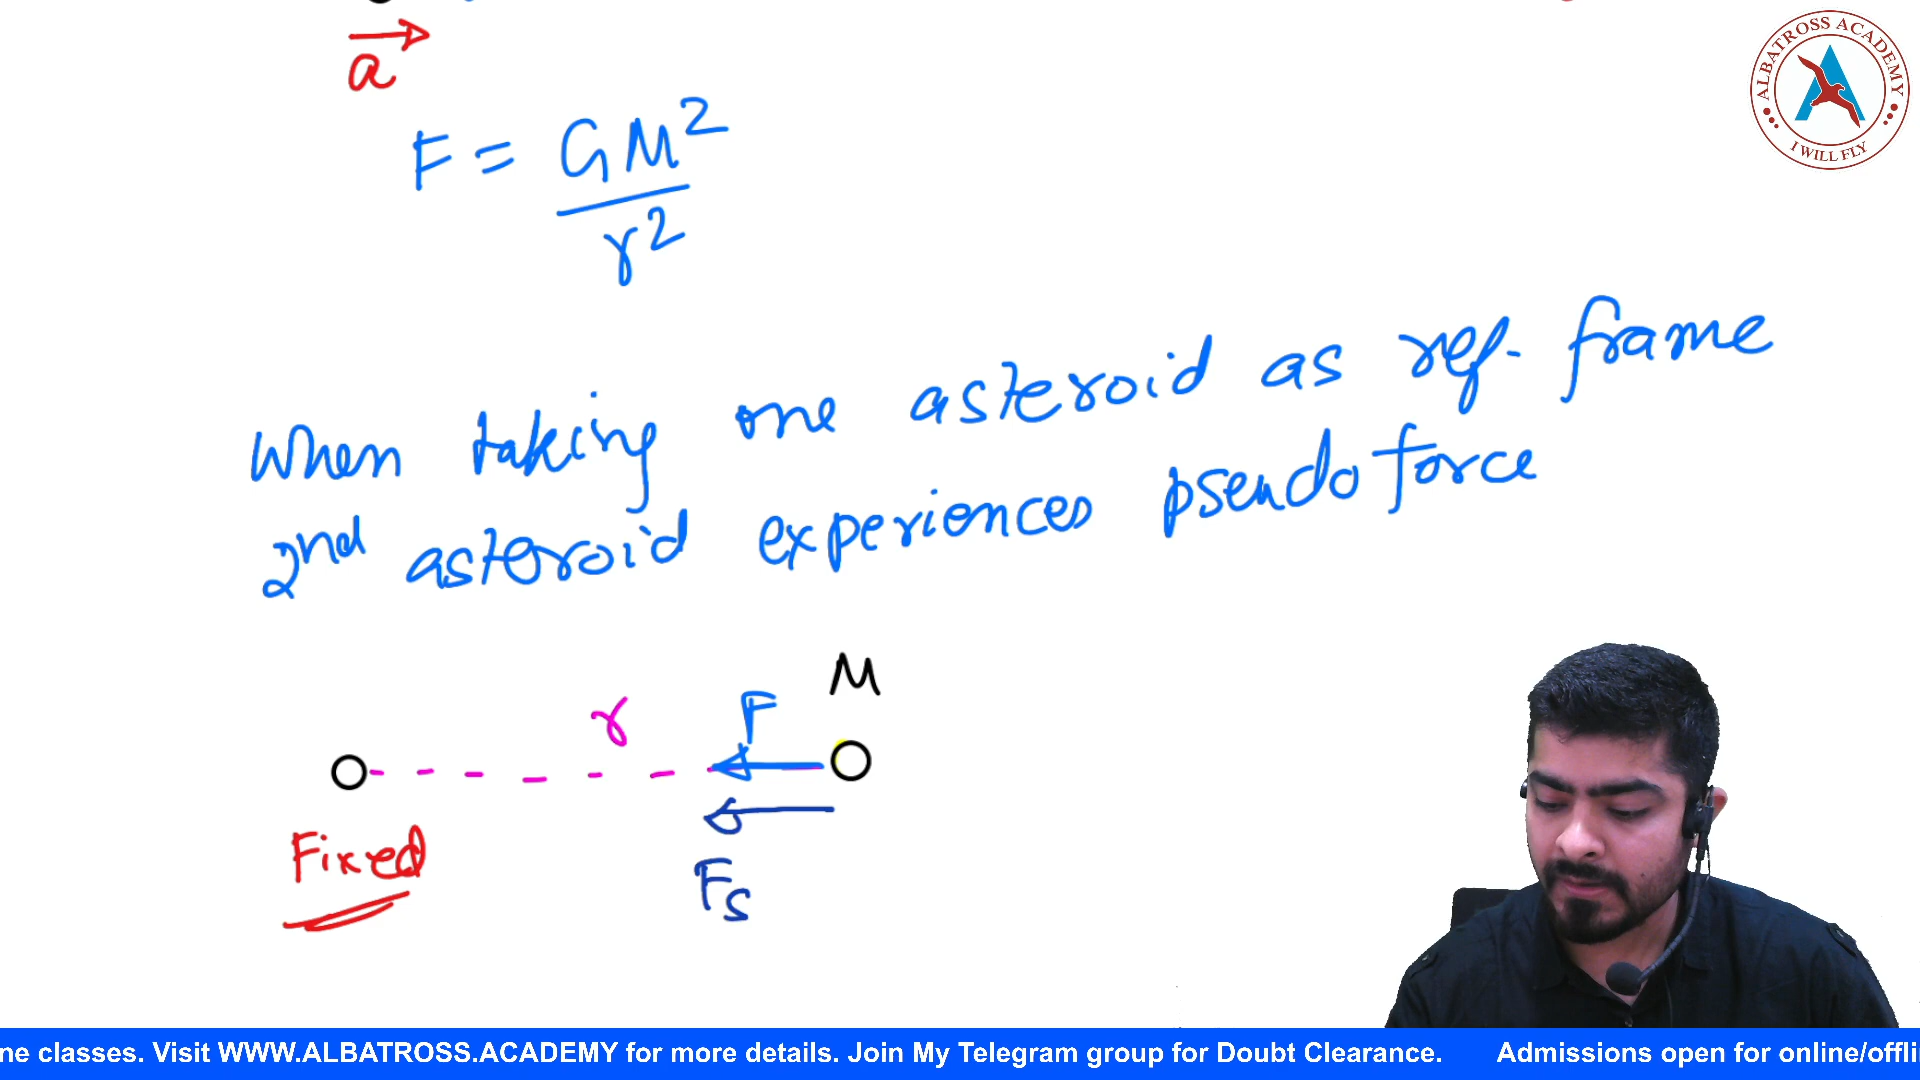 a
F = GM²
r²
When taking one asteroid as ref. frame
2nd asteroid experiences pseudo force
M
r
F
Fixed
Fs
ALBATROSS ACADEMY
I WILL FLY
ne classes. Visit WWW.ALBATROSS.ACADEMY for more details. Join My Telegram group for Doubt Clearance. Admissions open for online/offli